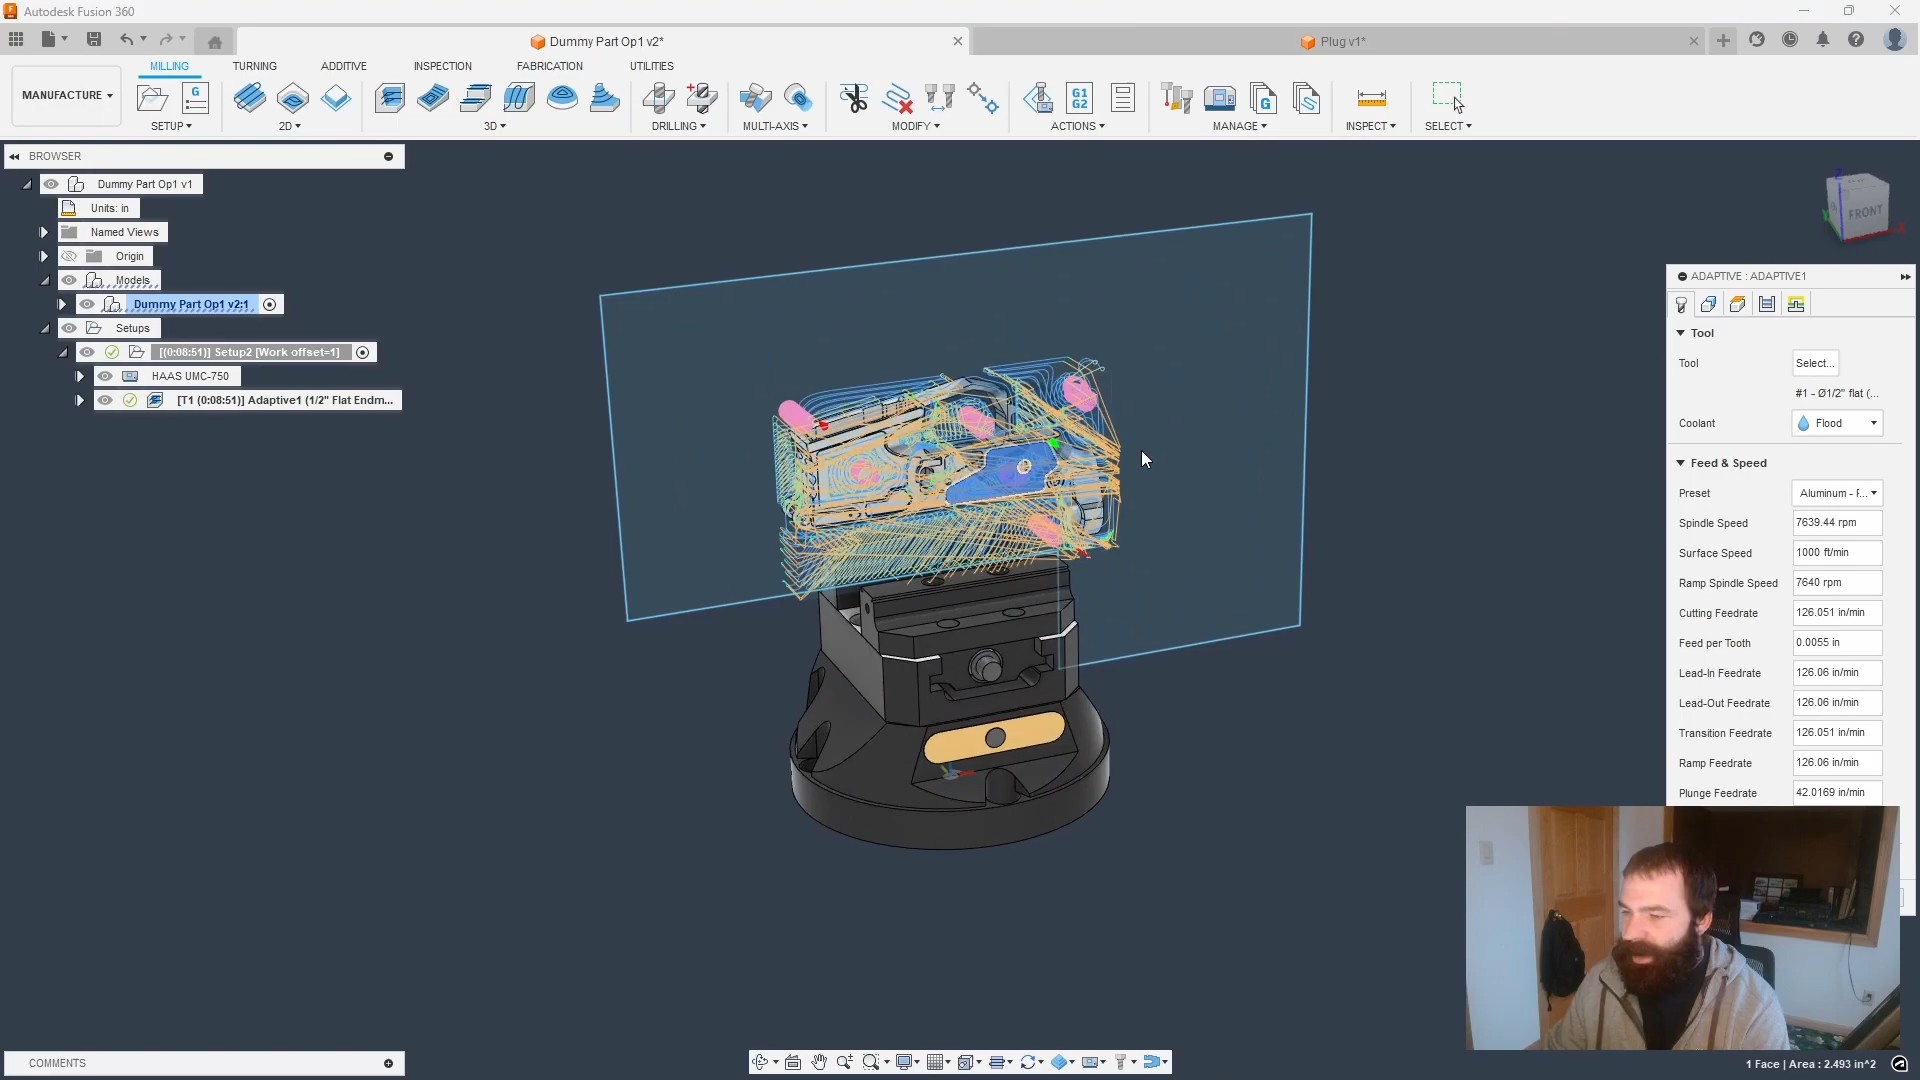 Autodesk Fusion 360
Dummy Part Op1 v2*
Plug v1*
MILLING
TURNING
ADDITIVE
INSPECTION
FABRICATION
UTILITIES
MANUFACTURE
G
G1
G2
G
SETUP
2D
3D
DRILLING
MULTI-AXIS
MODIFY
ACTIONS
MANAGE
INSPECT
SELECT
BROWSER
Dummy Part Op1 v1
Units: in
Named Views
Origin
Models
Dummy Part Op1 v2:1
Setups
[(0:08:51)] Setup2 [Work offset=1]
HAAS UMC-750
[T1 (0:08:51)] Adaptive1 (1/2" Flat Endm...
Z
FRONT
ADAPTIVE : ADAPTIVE1
Tool
Tool Select...
#1 - Ø1/2" flat (...
Coolant Flood
Feed & Speed
Preset Aluminum - F...
Spindle Speed 7639.44 rpm
Surface Speed 1000 ft/min
Ramp Spindle Speed 7640 rpm
Cutting Feedrate 126.051 in/min
Feed per Tooth 0.0055 in
Lead-In Feedrate 126.06 in/min
Lead-Out Feedrate 126.06 in/min
Transition Feedrate 126.051 in/min
Ramp Feedrate 126.06 in/min
Plunge Feedrate 42.0169 in/min
COMMENTS
1 Face | Area : 2.493 in^2